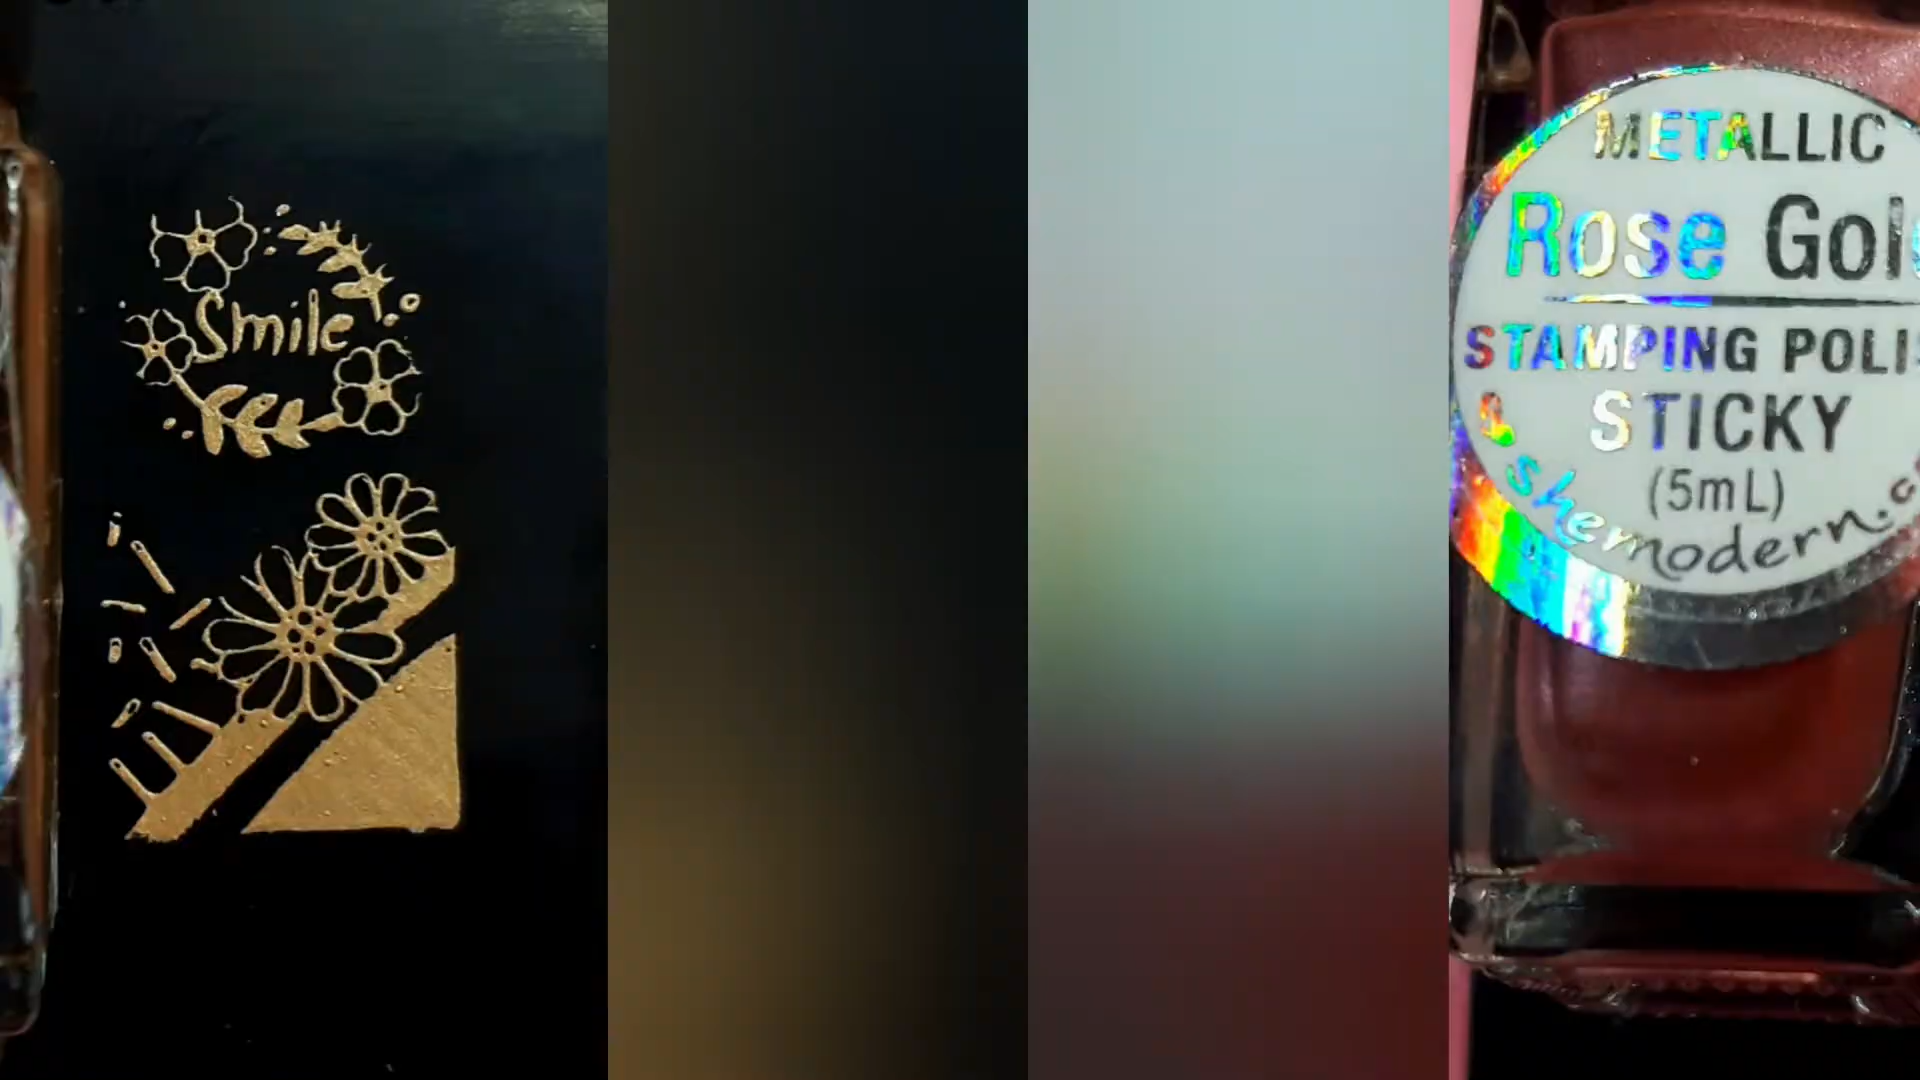 Smile
METALLIC
Rose Gol
STAMPING POLI
STICKY
(5mL)
shemodern.c